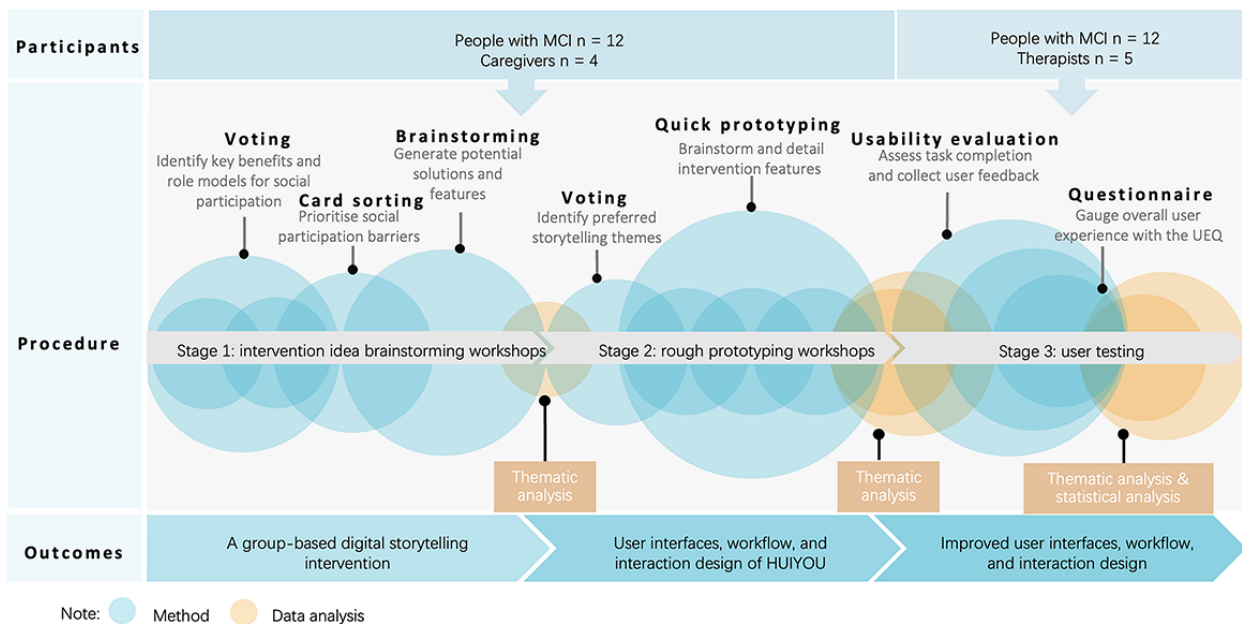 Participants
People with MCI n = 12
Caregivers n = 4
People with MCI n = 12
Therapists n = 5
Procedure
Voting
Identify key benefits and
role models for social
participation
Card sorting
Prioritise social
participation barriers
Brainstorming
Generate potential
solutions and
features
Voting
Identify preferred
storytelling themes
Quick prototyping
Brainstorm and detail
intervention features
Usability evaluation
Assess task completion
and collect user feedback
Questionnaire
Gauge overall user
experience with the UEQ
Stage 1: intervention idea brainstorming workshops
Stage 2: rough prototyping workshops
Stage 3: user testing
Thematic
analysis
Thematic
analysis
Thematic analysis &
statistical analysis
Outcomes
A group-based digital storytelling
intervention
User interfaces, workflow, and
interaction design of HUIYOU
Improved user interfaces, workflow,
and interaction design
Note:
Method
Data analysis